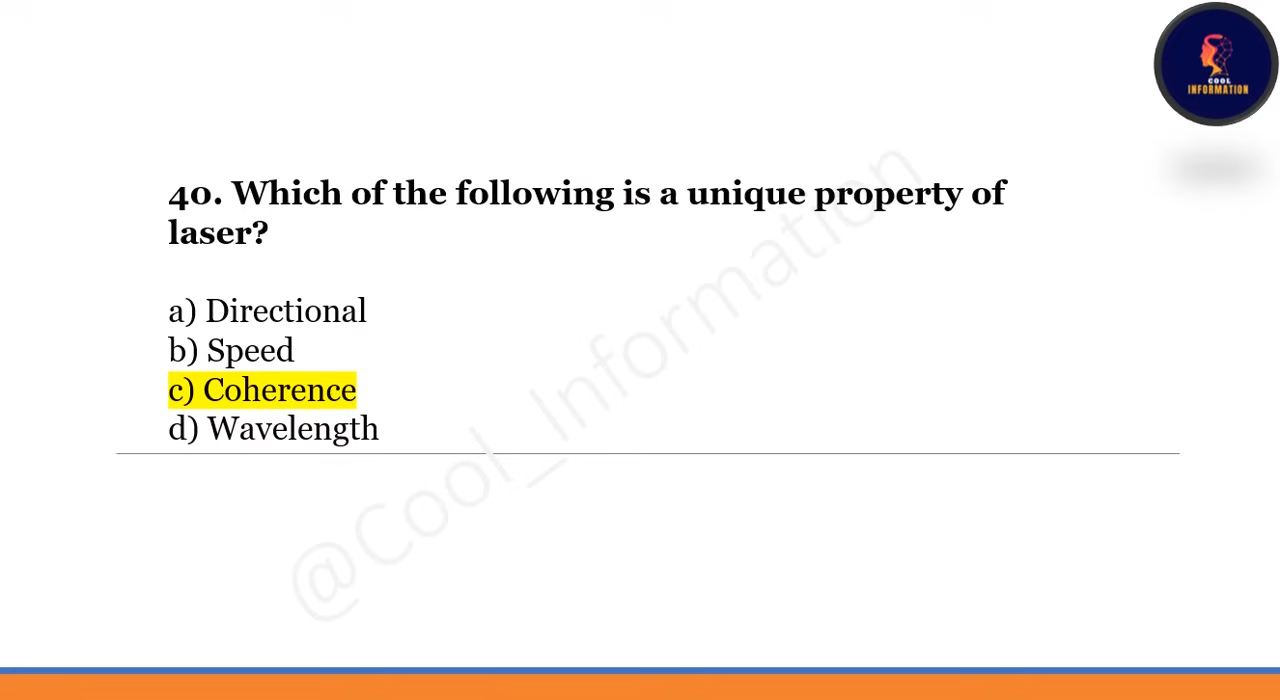 COOL
INFORMATION
40. Which of the following is a unique property of
laser?
a) Directional
b) Speed
c) Coherence
d) Wavelength
@Cool_Information